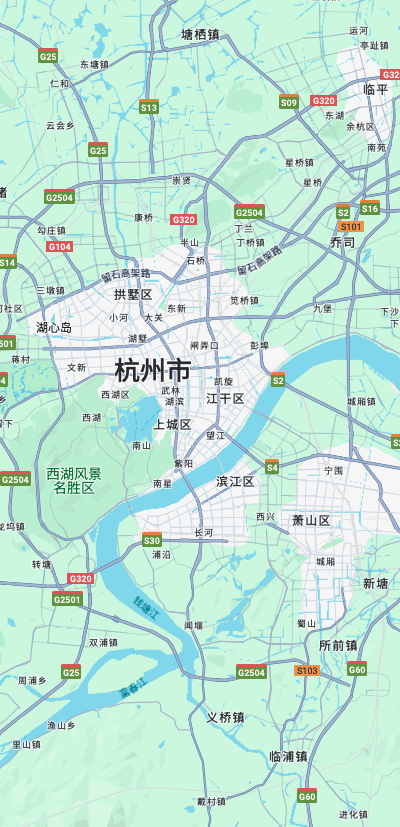 塘栖镇
运河
亭趾镇
G25
东塘镇
仁和
G32
临平
S09
G320
S13
东湖
余杭区
云会乡
南苑
G25
星桥镇
崇贤
星桥
G2504
康桥
G320
G2504
S2
S16
勾庄镇
丁兰
S101
G104
半山
丁桥镇
乔司
S14
石桥
留石高架路
留石高架路
三墩镇
拱墅区
笕桥镇
东新
九堡
小河
大关
下沙
湖心岛
湖墅
闸弄口
彭埠
蒋村
文新
杭州市
S2
凯旋
武林
西湖区
湖滨
江干区
城厢镇
西湖
上城区
望江
南山
紫阳
S4
宁围
G2504
西湖风景
名胜区
南星
滨江区
西兴
萧山区
龙坞镇
长河
S30
浦沿
城厢
转塘
G320
新塘
G2501
钱塘江
蜀山
闻堰
双浦镇
所前镇
G25
G2504
S103
G60
周浦乡
富春江
渔山乡
义桥镇
里山镇
临浦镇
G60
戴村镇
进化镇